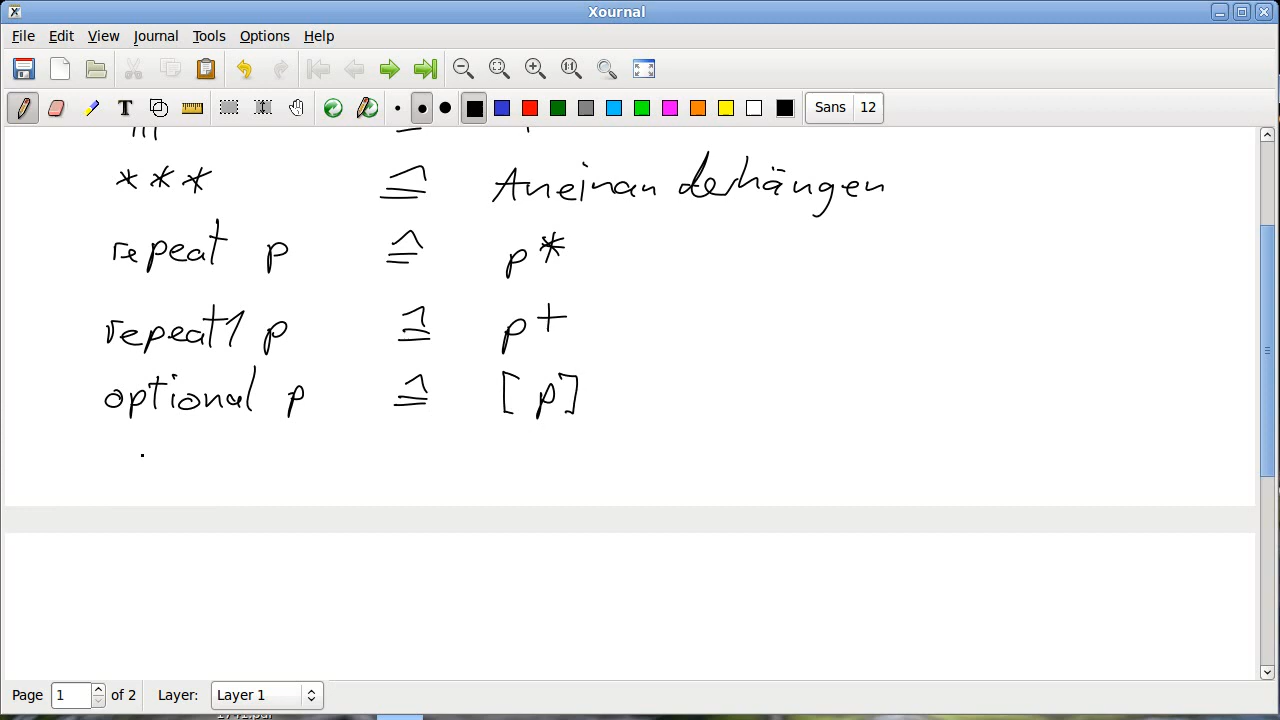 Xournal
File Edit View Journal Tools Options Help
Sans 12
||| ≙ |
*** ≙ Aneinanderhängen
repeat p ≙ p*
repeat1 p ≙ p+
optional p ≙ [p]
Page 1 of 2 Layer: Layer 1